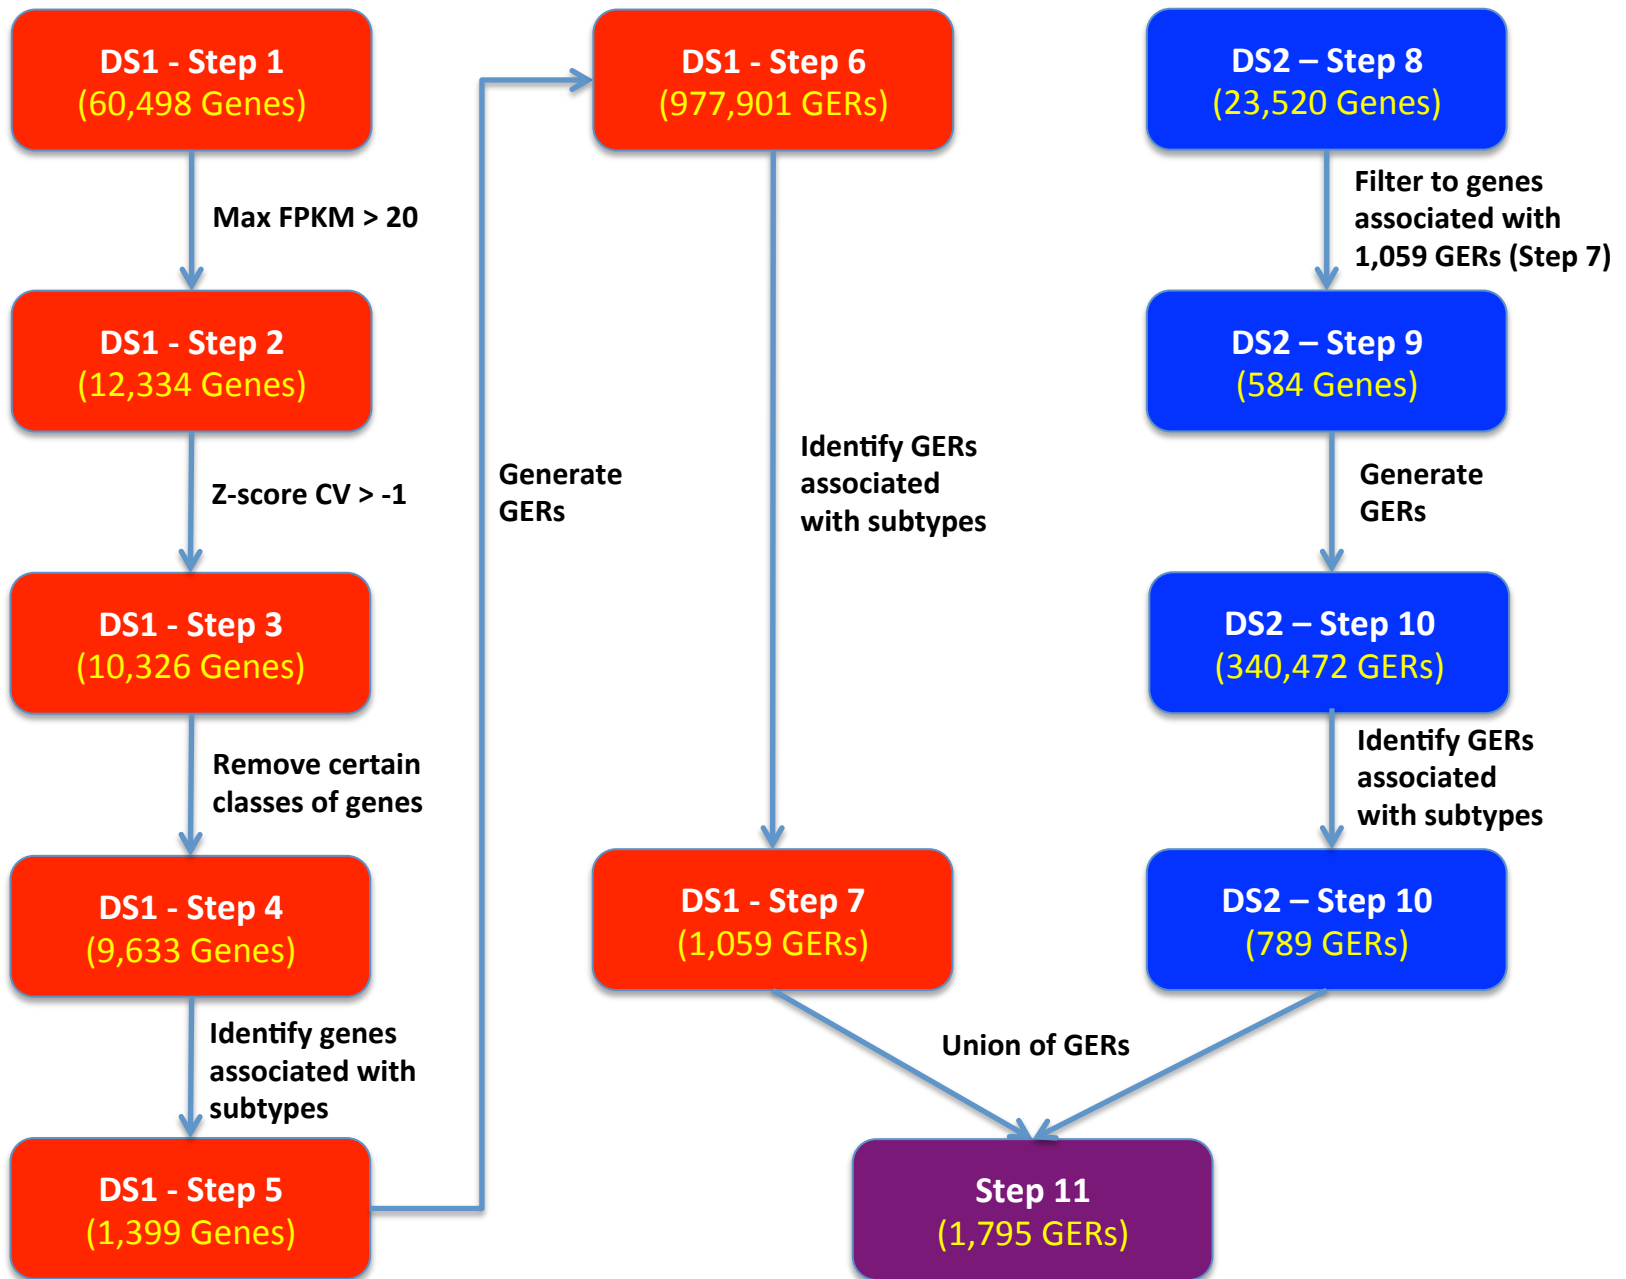 DS1 - Step 1
(60,498 Genes)
Max FPKM > 20
DS1 - Step 2
(12,334 Genes)
Z-score CV > -1
DS1 - Step 3
(10,326 Genes)
Remove certain
classes of genes
DS1 - Step 4
(9,633 Genes)
Identify genes
associated with
subtypes
DS1 - Step 5
(1,399 Genes)
Generate
GERs
DS1 - Step 6
(977,901 GERs)
Identify GERs
associated
with subtypes
DS1 - Step 7
(1,059 GERs)
DS2 – Step 8
(23,520 Genes)
Filter to genes
associated with
1,059 GERs (Step 7)
DS2 – Step 9
(584 Genes)
Generate
GERs
DS2 – Step 10
(340,472 GERs)
Identify GERs
associated
with subtypes
DS2 – Step 10
(789 GERs)
Union of GERs
Step 11
(1,795 GERs)